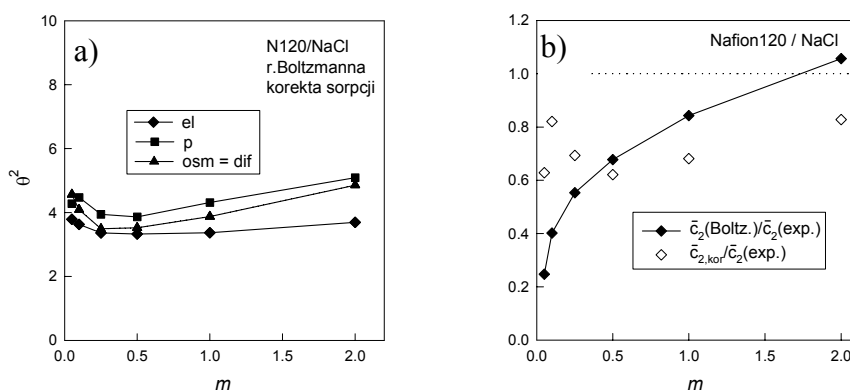 a)
N120/NaCl
r.Boltzmanna
korekta sorpcji
el
p
osm = dif
10
8
6
4
2
0
θ²
0.0 0.5 1.0 1.5 2.0
m
b)
Nafion120 / NaCl
1.2
1.0
0.8
0.6
0.4
0.2
0.0
c̄₂(Boltz.)/c̄₂(exp.)
c̄₂,kor/c̄₂(exp.)
0.0 0.5 1.0 1.5 2.0
m